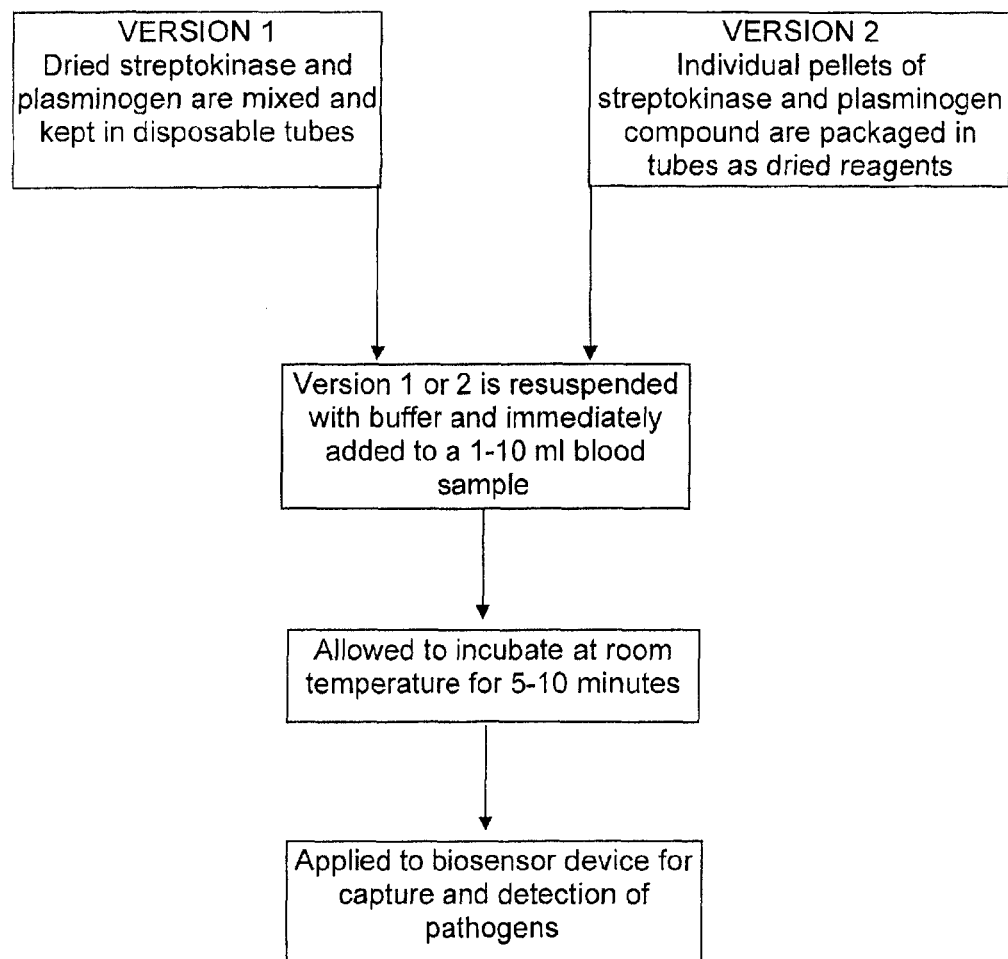 VERSION 1
Dried streptokinase and
plasminogen are mixed and
kept in disposable tubes
VERSION 2
Individual pellets of
streptokinase and plasminogen
compound are packaged in
tubes as dried reagents
Version 1 or 2 is resuspended
with buffer and immediately
added to a 1-10 ml blood
sample
Allowed to incubate at room
temperature for 5-10 minutes
Applied to biosensor device for
capture and detection of
pathogens